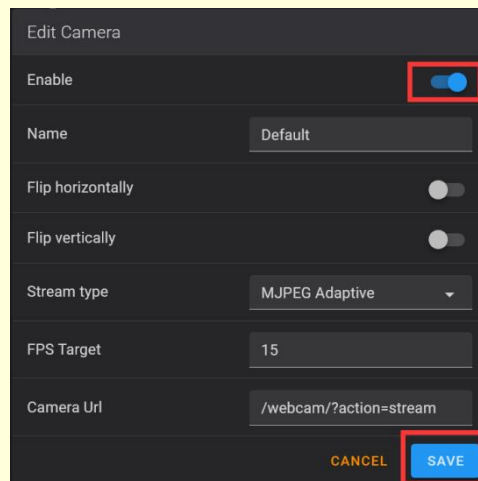 Edit Camera
Enable
Name Default
Flip horizontally
Flip vertically
Stream type MJPEG Adaptive
FPS Target 15
Camera Url /webcam/?action=stream
CANCEL SAVE